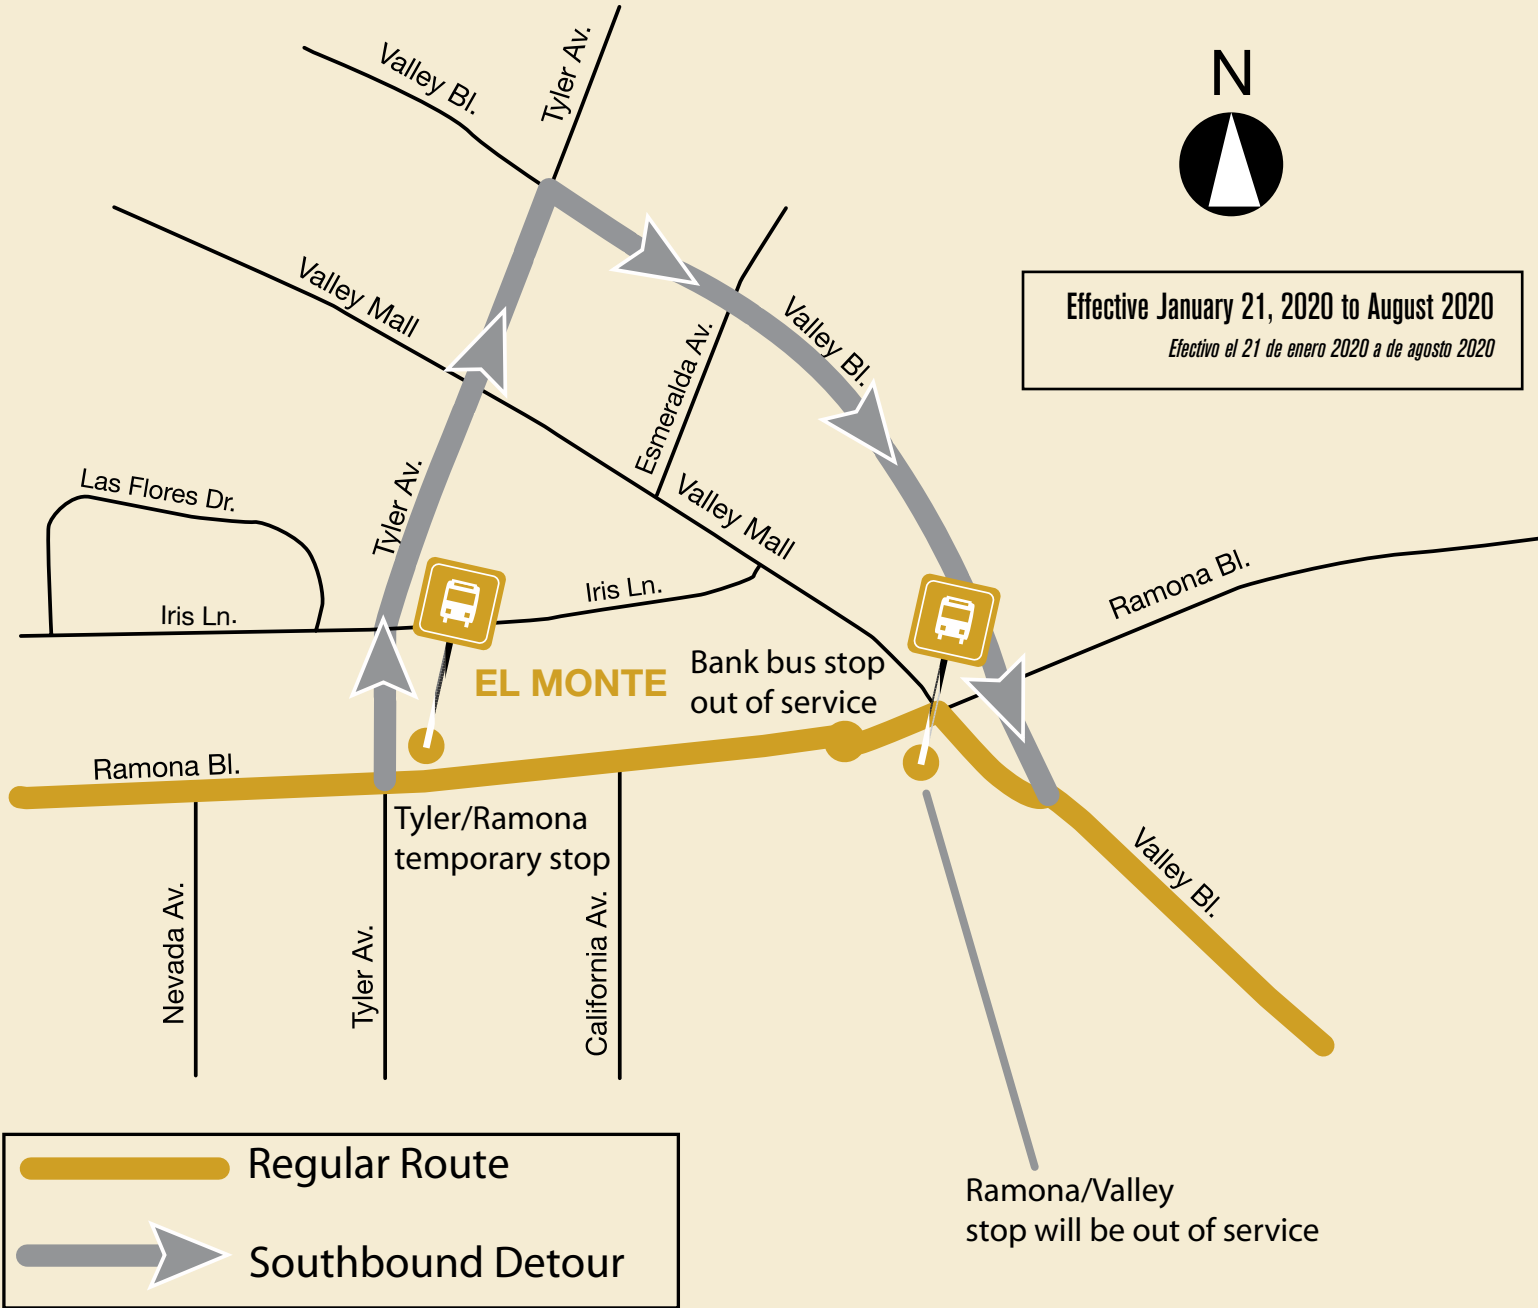 Valley Bl.
Tyler Av.
N
Valley Mall
Effective January 21, 2020 to August 2020
Efectivo el 21 de enero 2020 a de agosto 2020
Valley Bl.
Esmeralda Av.
Las Flores Dr.
Tyler Av.
Valley Mall
Ramona Bl.
Iris Ln.
Iris Ln.
EL MONTE
Bank bus stop
out of service
Ramona Bl.
Tyler/Ramona
temporary stop
Valley Bl.
Nevada Av.
Tyler Av.
California Av.
Regular Route
Southbound Detour
Ramona/Valley
stop will be out of service